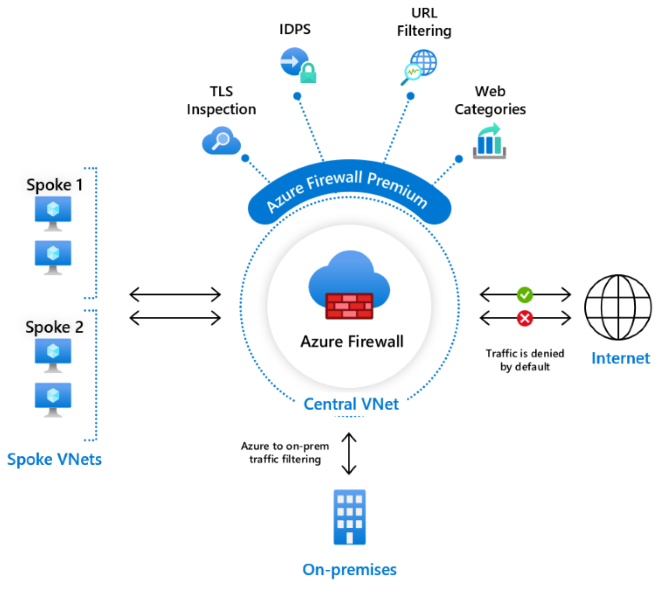 IDPS
URL
Filtering
TLS
Inspection
Web
Categories
Azure Firewall Premium
Spoke 1
Spoke 2
Spoke VNets
Azure Firewall
Central VNet
Traffic is denied
by default
Internet
Azure to on-prem
traffic filtering
On-premises